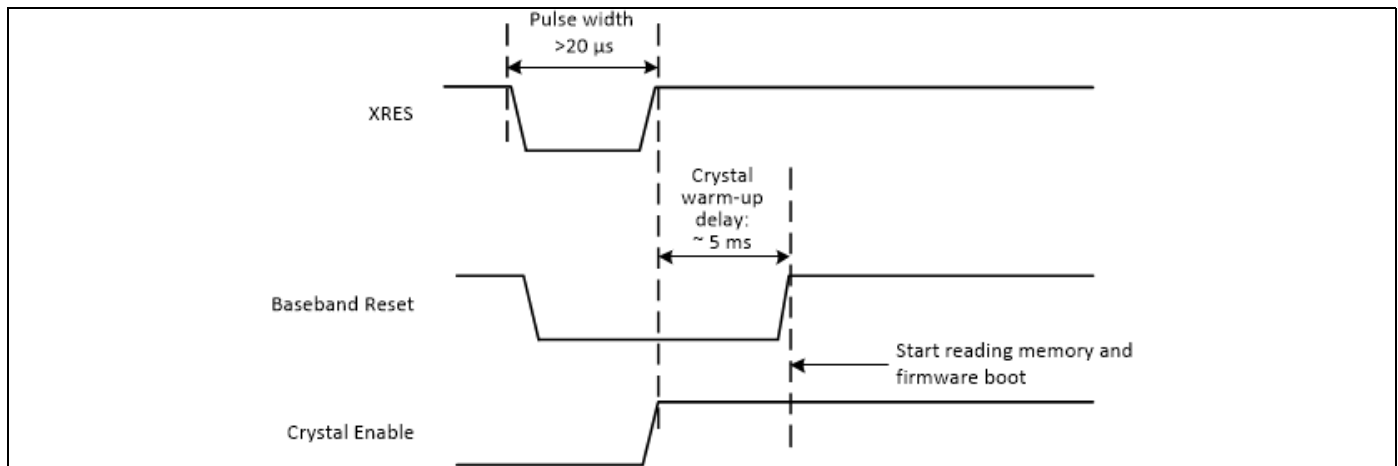 Pulse width
>20 µs
XRES
Crystal
warm-up
delay:
~ 5 ms
Baseband Reset
Start reading memory and
firmware boot
Crystal Enable